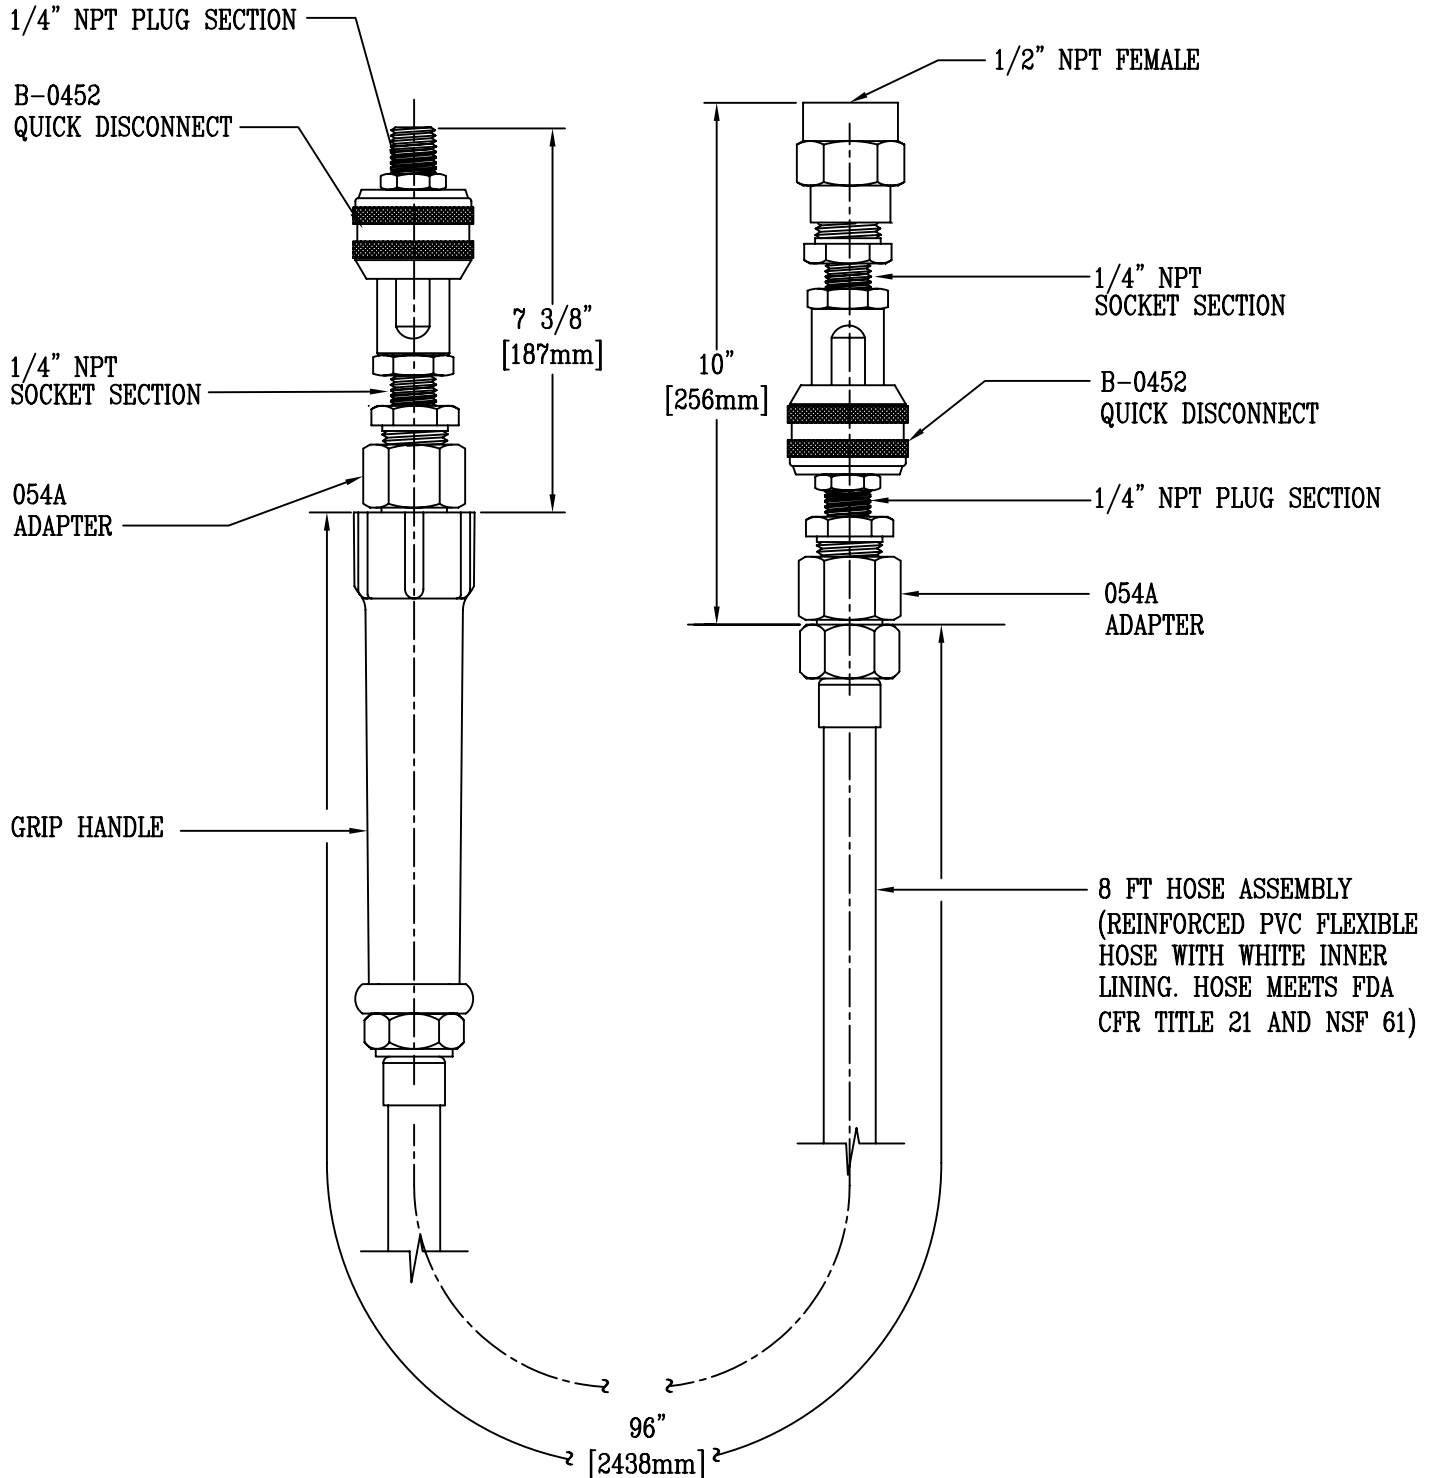 1/4" NPT PLUG SECTION
B-0452
QUICK DISCONNECT
1/4" NPT
SOCKET SECTION
054A
ADAPTER
GRIP HANDLE
7 3/8"
[187mm]
10"
[256mm]
1/2" NPT FEMALE
1/4" NPT
SOCKET SECTION
B-0452
QUICK DISCONNECT
1/4" NPT PLUG SECTION
054A
ADAPTER
8 FT HOSE ASSEMBLY
(REINFORCED PVC FLEXIBLE
HOSE WITH WHITE INNER
LINING. HOSE MEETS FDA
CFR TITLE 21 AND NSF 61)
96"
[2438mm]